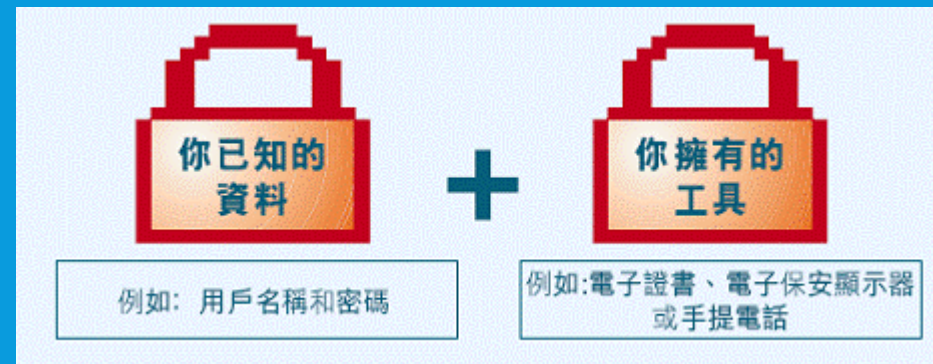 你已知的
資料
+
你擁有的
工具
例如: 用戶名稱和密碼
例如:電子證書、電子保安顯示器
或手提電話